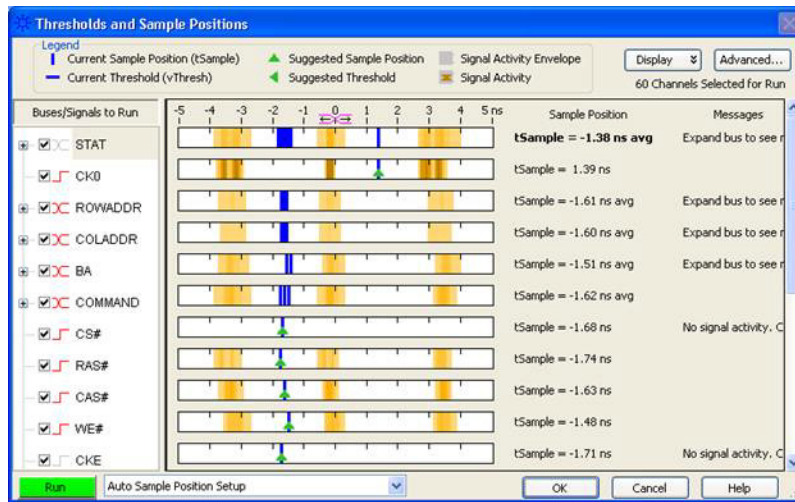 Thresholds and Sample Positions
Legend
Current Sample Position (tSample)
Suggested Sample Position
Signal Activity Envelope
Current Threshold (vThresh)
Suggested Threshold
Signal Activity
Display
Advanced...
60 Channels Selected for Run
Buses/Signals to Run
-5 -4 -3 -2 -1 0 1 2 3 4 5 ns
Sample Position
Messages
STAT
tSample = -1.38 ns avg
Expand bus to see r
CK0
tSample = 1.39 ns
ROWADDR
tSample = -1.61 ns avg
Expand bus to see r
COLADDR
tSample = -1.60 ns avg
Expand bus to see r
BA
tSample = -1.51 ns avg
Expand bus to see r
COMMAND
tSample = -1.62 ns avg
CS#
tSample = -1.68 ns
No signal activity. C
RAS#
tSample = -1.74 ns
CAS#
tSample = -1.63 ns
WE#
tSample = -1.48 ns
CKE
tSample = -1.71 ns
No signal activity. C
Run
Auto Sample Position Setup
OK
Cancel
Help